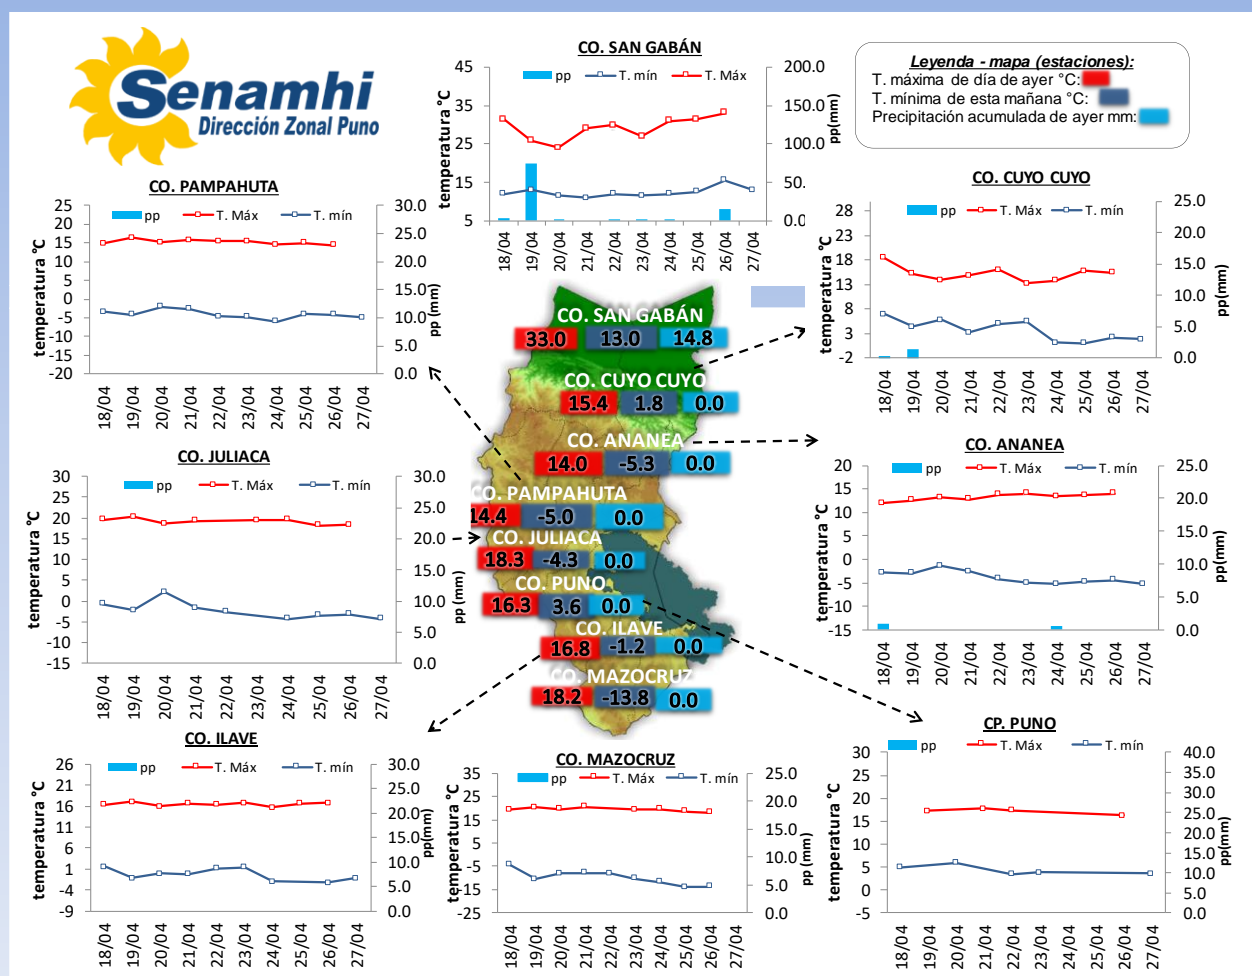 Senamhi
Dirección Zonal Puno
Leyenda - mapa (estaciones):
T. máxima de día de ayer °C:
T. mínima de esta mañana °C:
Precipitación acumulada de ayer mm:
CO. SAN GABÁN
pp T. mín T. Máx
temperatura °C
45
35
25
15
5
200.0
150.0
100.0
50.
0.0
pp(mm)
18/04 19/04 20/04 21/04 22/04 23/04 24/04 25/04 26/04 27/04
CO. PAMPAHUTA
pp T. Máx T. mín
temperatura °C
25
20
15
10
5
0
-5
-10
-15
-20
30.0
25.0
20.0
15.0
10.0
5.0
0.0
pp (mm)
18/04 19/04 20/04 21/04 22/04 23/04 24/04 25/04 26/04 27/04
CO. CUYO CUYO
pp T. Máx T. mín
temperatura °C
28
23
18
13
8
3
-2
25.0
20.0
15.0
10.0
5.0
0.0
pp(mm)
18/04 19/04 20/04 21/04 22/04 23/04 24/04 25/04 26/04 27/04
CO. SAN GABÁN
33.0 13.0 14.8
CO. CUYO CUYO
15.4 1.8 0.0
CO. ANANEA
14.0 -5.3 0.0
CO. PAMPAHUTA
14.4 -5.0 0.0
CO. JULIACA
18.3 -4.3 0.0
CO. PUNO
16.3 3.6 0.0
CO. ILAVE
16.8 -1.2 0.0
CO. MAZOCRUZ
18.2 -13.8 0.0
CO. JULIACA
pp T. Máx T. mín
temperatura °C
30
25
20
15
10
5
0
-5
-10
-15
30.0
25.0
20.0
15.0
10.0
5.0
0.0
pp (mm)
18/04 19/04 20/04 21/04 22/04 23/04 24/04 25/04 26/04 27/04
CO. ANANEA
pp T. Máx T. mín
temperatura °C
20
15
10
5
0
-5
-10
-15
25.0
20.0
15.0
10.0
5.0
0.0
pp(mm)
18/04 19/04 20/04 21/04 22/04 23/04 24/04 25/04 26/04 27/04
CO. ILAVE
pp T. Máx T. mín
temperatura °C
26
21
16
11
6
1
-4
-9
30.0
25.0
20.0
15.0
10.0
5.0
0.0
pp(mm)
18/04 19/04 20/04 21/04 22/04 23/04 24/04 25/04 26/04 27/04
CO. MAZOCRUZ
pp T. Máx T. mín
temperatura °C
35
25
15
5
-5
-15
-25
25.0
20.0
15.0
10.0
5.0
0.0
pp (mm)
18/04 19/04 20/04 21/04 22/04 23/04 24/04 25/04 26/04 27/04
CP. PUNO
pp T. Máx T. mín
temperatura °C
30
25
20
15
10
5
0
-5
40.0
35.0
30.0
25.0
20.0
15.0
10.0
5.0
0.0
pp(mm)
18/04 19/04 20/04 21/04 22/04 23/04 24/04 25/04 26/04 27/04